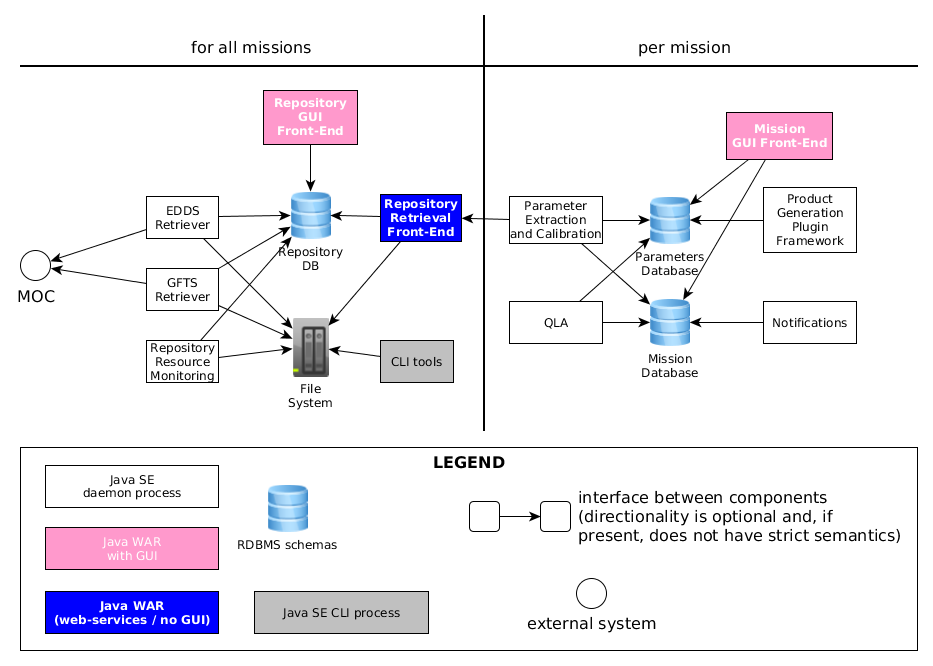 for all missions
per mission
Repository
GUI
Front-End
Mission
GUI Front-End
EDDS
Retriever
Repository
DB
Repository
Retrieval
Front-End
Parameter
Extraction
and Calibration
Parameters
Database
Product
Generation
Plugin
Framework
MOC
GFTS
Retriever
QLA
Mission
Database
Notifications
Repository
Resource
Monitoring
File
System
CLI tools
LEGEND
Java SE
daemon process
Java WAR
with GUI
Java WAR
(web-services / no GUI)
RDBMS schemas
Java SE CLI process
interface between components
(directionality is optional and, if
present, does not have strict semantics)
external system